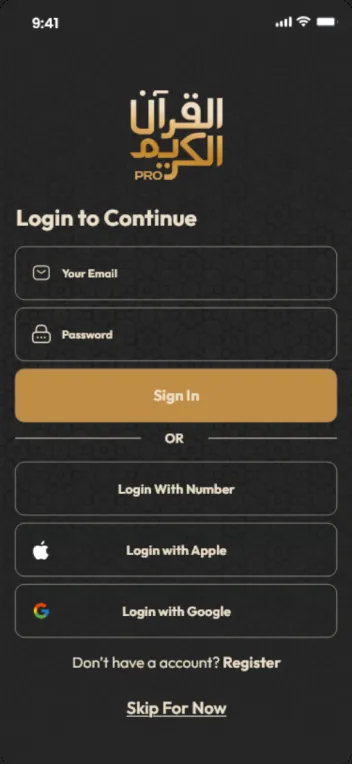 9:41
القرآن
الكريم
PRO
Login to Continue
Your Email
Password
Sign In
OR
Login With Number
Login with Apple
Login with Google
Don't have a account? Register
Skip For Now